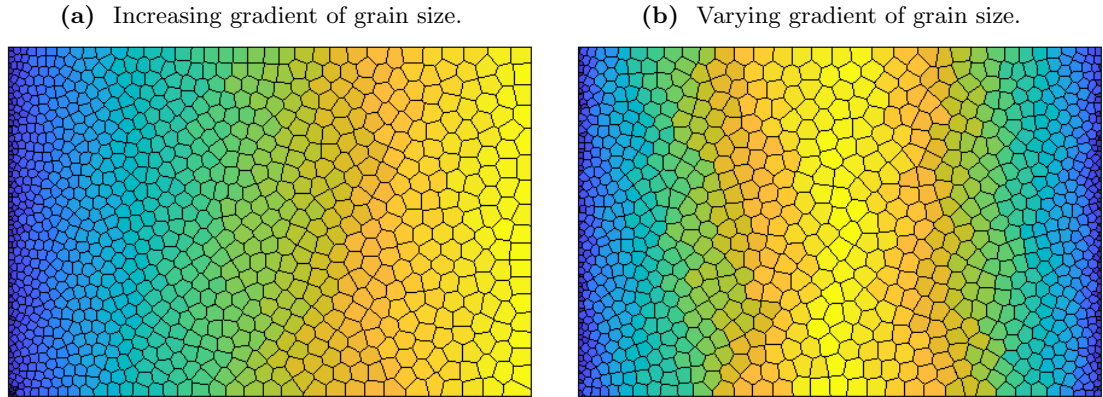 (a) Increasing gradient of grain size.
(b) Varying gradient of grain size.